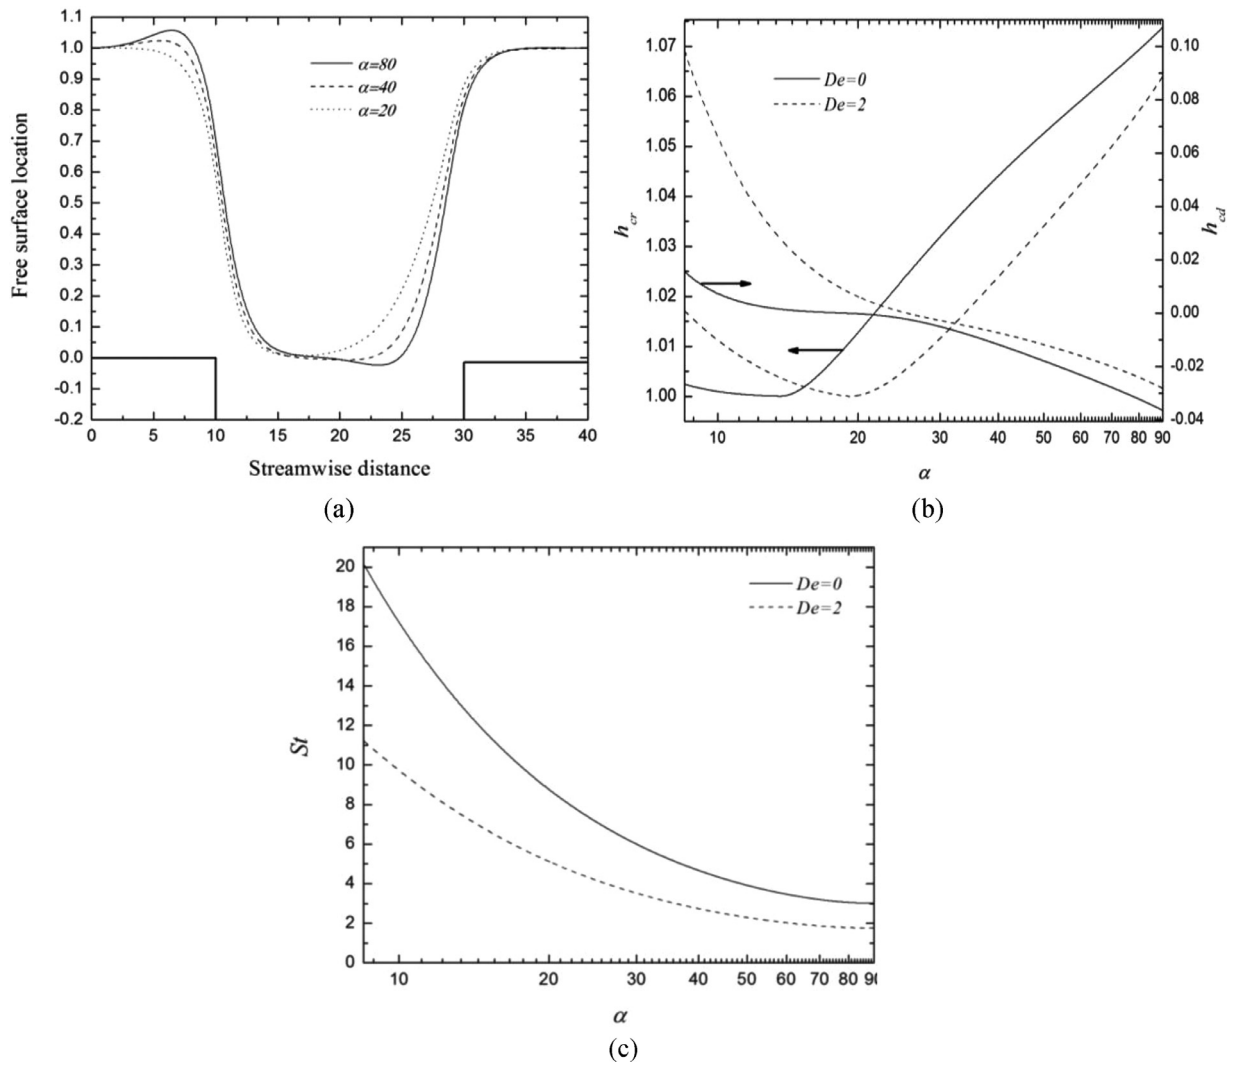 1.1
1.0
0.9
0.8
0.7
0.6
0.5
0.4
0.3
0.2
0.1
0.0
-0.1
-0.2
Free surface location
α=80
α=40
α=20
0 5 10 15 20 25 30 35 40
Streamwise distance
(a)
1.07
1.06
1.05
1.04
1.03
1.02
1.01
1.00
h_cr
De=0
De=2
0.10
0.08
0.06
0.04
0.02
0.00
-0.02
-0.04
h_cd
10 20 30 40 50 60 70 80 90
α
(b)
20
18
16
14
12
10
8
6
4
2
0
St
De=0
De=2
10 20 30 40 50 60 70 80 90
α
(c)